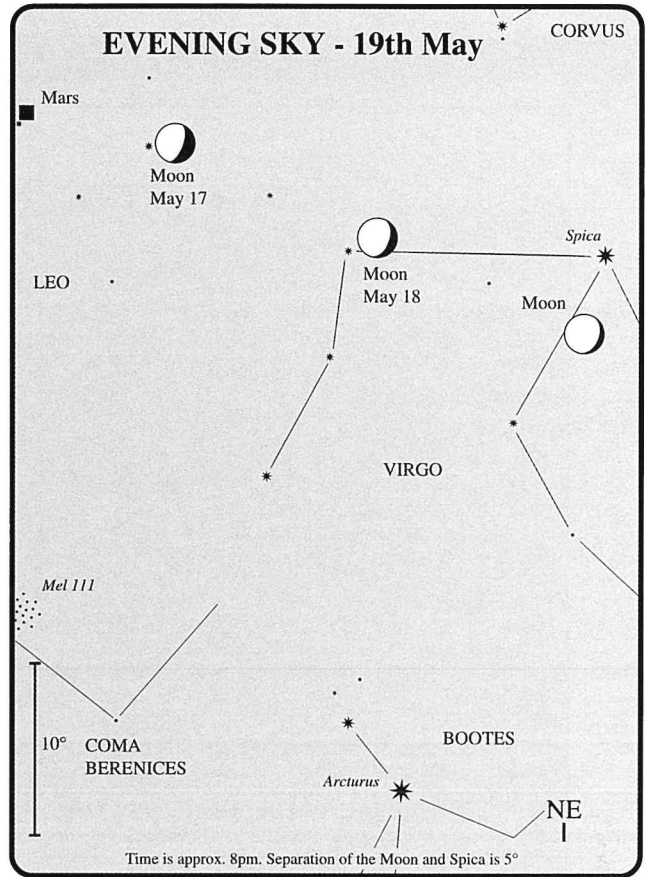 CORVUS
EVENING SKY - 19th May
Mars
Moon
May 17
Spica
LEO
Moon
May 18
Moon
VIRGO
Mel 111
10°
COMA
BERENICES
BOOTES
Arcturus
NE
Time is approx. 8pm. Separation of the Moon and Spica is 5°